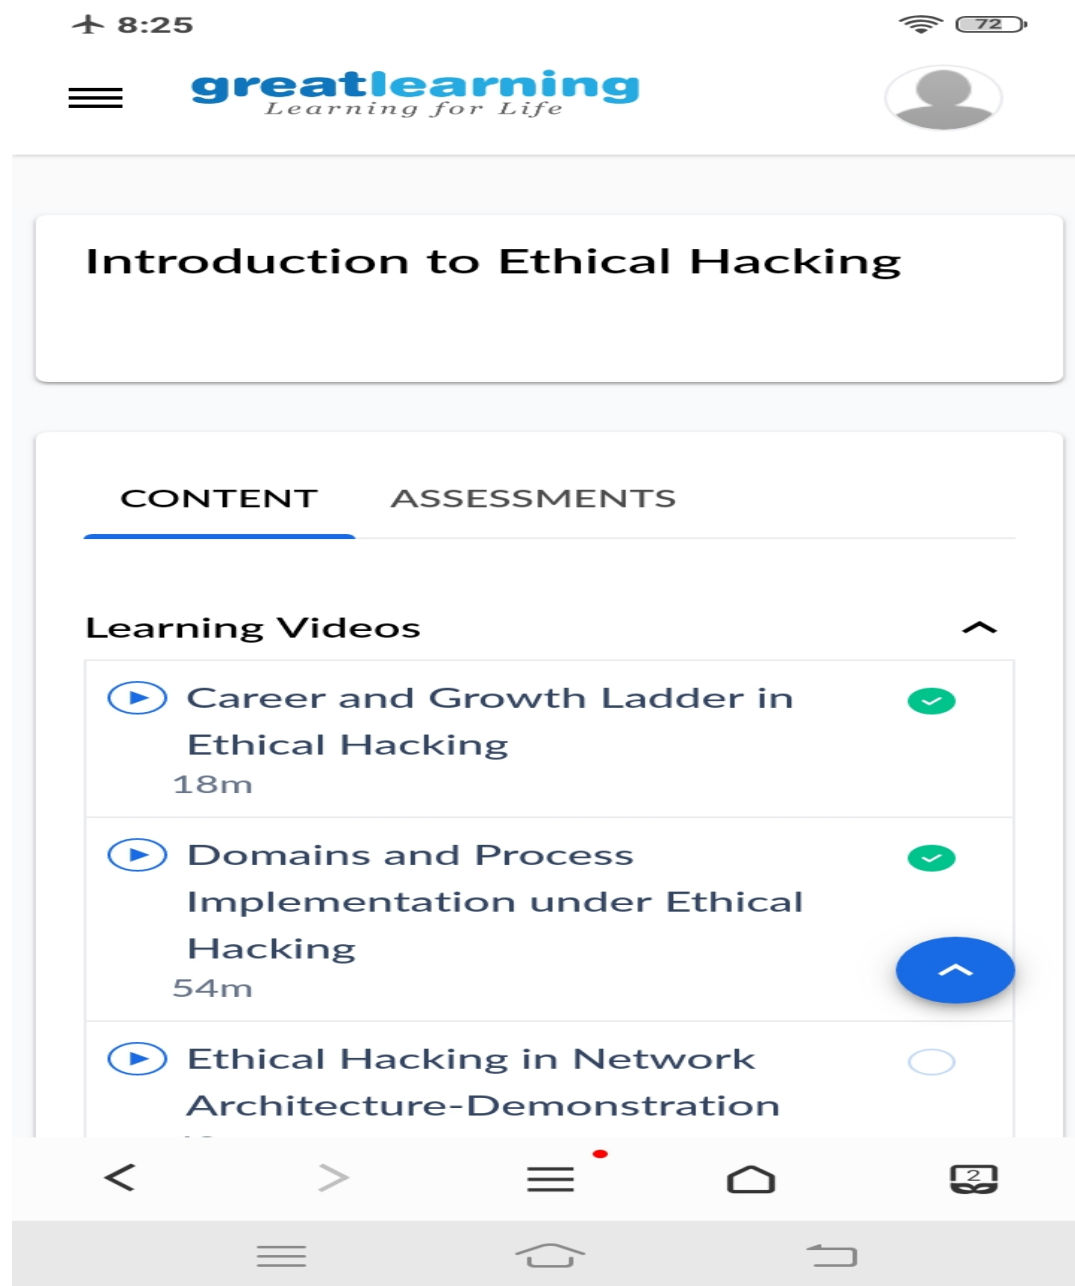 8:25
72
greatlearning
Learning for Life
Introduction to Ethical Hacking
CONTENT ASSESSMENTS
Learning Videos
Career and Growth Ladder in
Ethical Hacking
18m
Domains and Process
Implementation under Ethical
Hacking
54m
Ethical Hacking in Network
Architecture-Demonstration
2